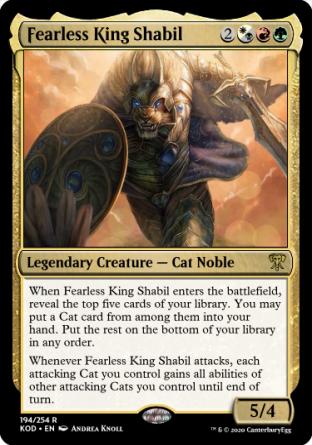 Fearless King Shabil 2
Legendary Creature — Cat Noble
When Fearless King Shabil enters the battlefield,
reveal the top five cards of your library. You may
put a Cat card from among them into your
hand. Put the rest on the bottom of your library
in any order.
Whenever Fearless King Shabil attacks, each
attacking Cat you control gains all abilities of
other attacking Cats you control until end of
turn.
5/4
194/254 R
KOD • EN ANDREA KNOLL
™ & © 2020 CanterburyEgg